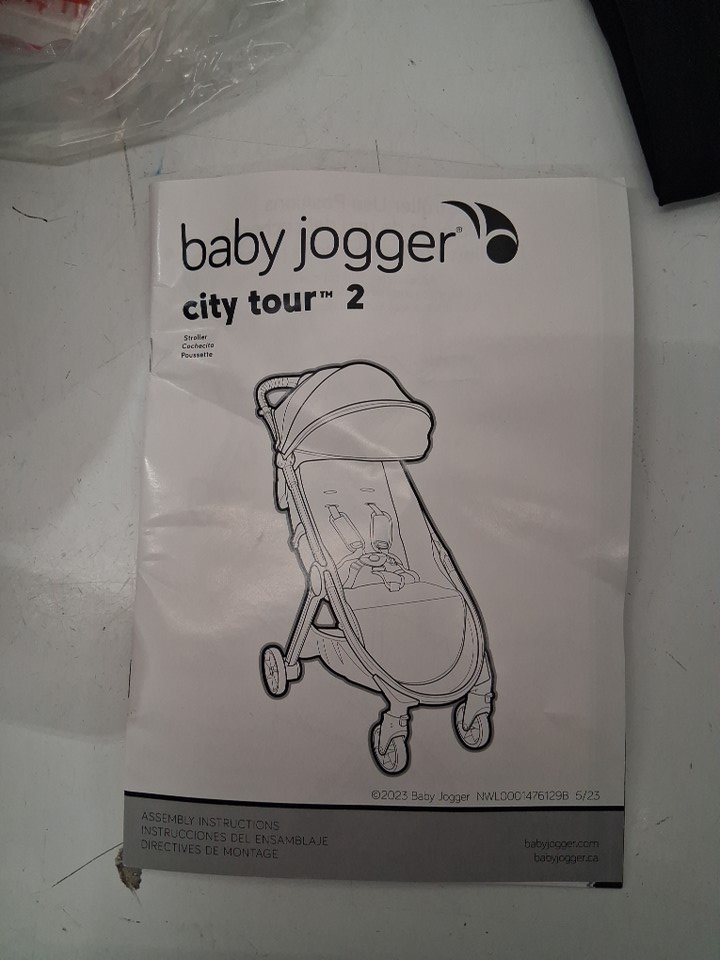 baby jogger®
city tour™ 2
Stroller
Cochecito
Poussette
©2023 Baby Jogger NWL0001476129B 5/23
ASSEMBLY INSTRUCTIONS
INSTRUCCIONES DEL ENSAMBLAJE
DIRECTIVES DE MONTAGE
babyjogger.com
babyjogger.ca